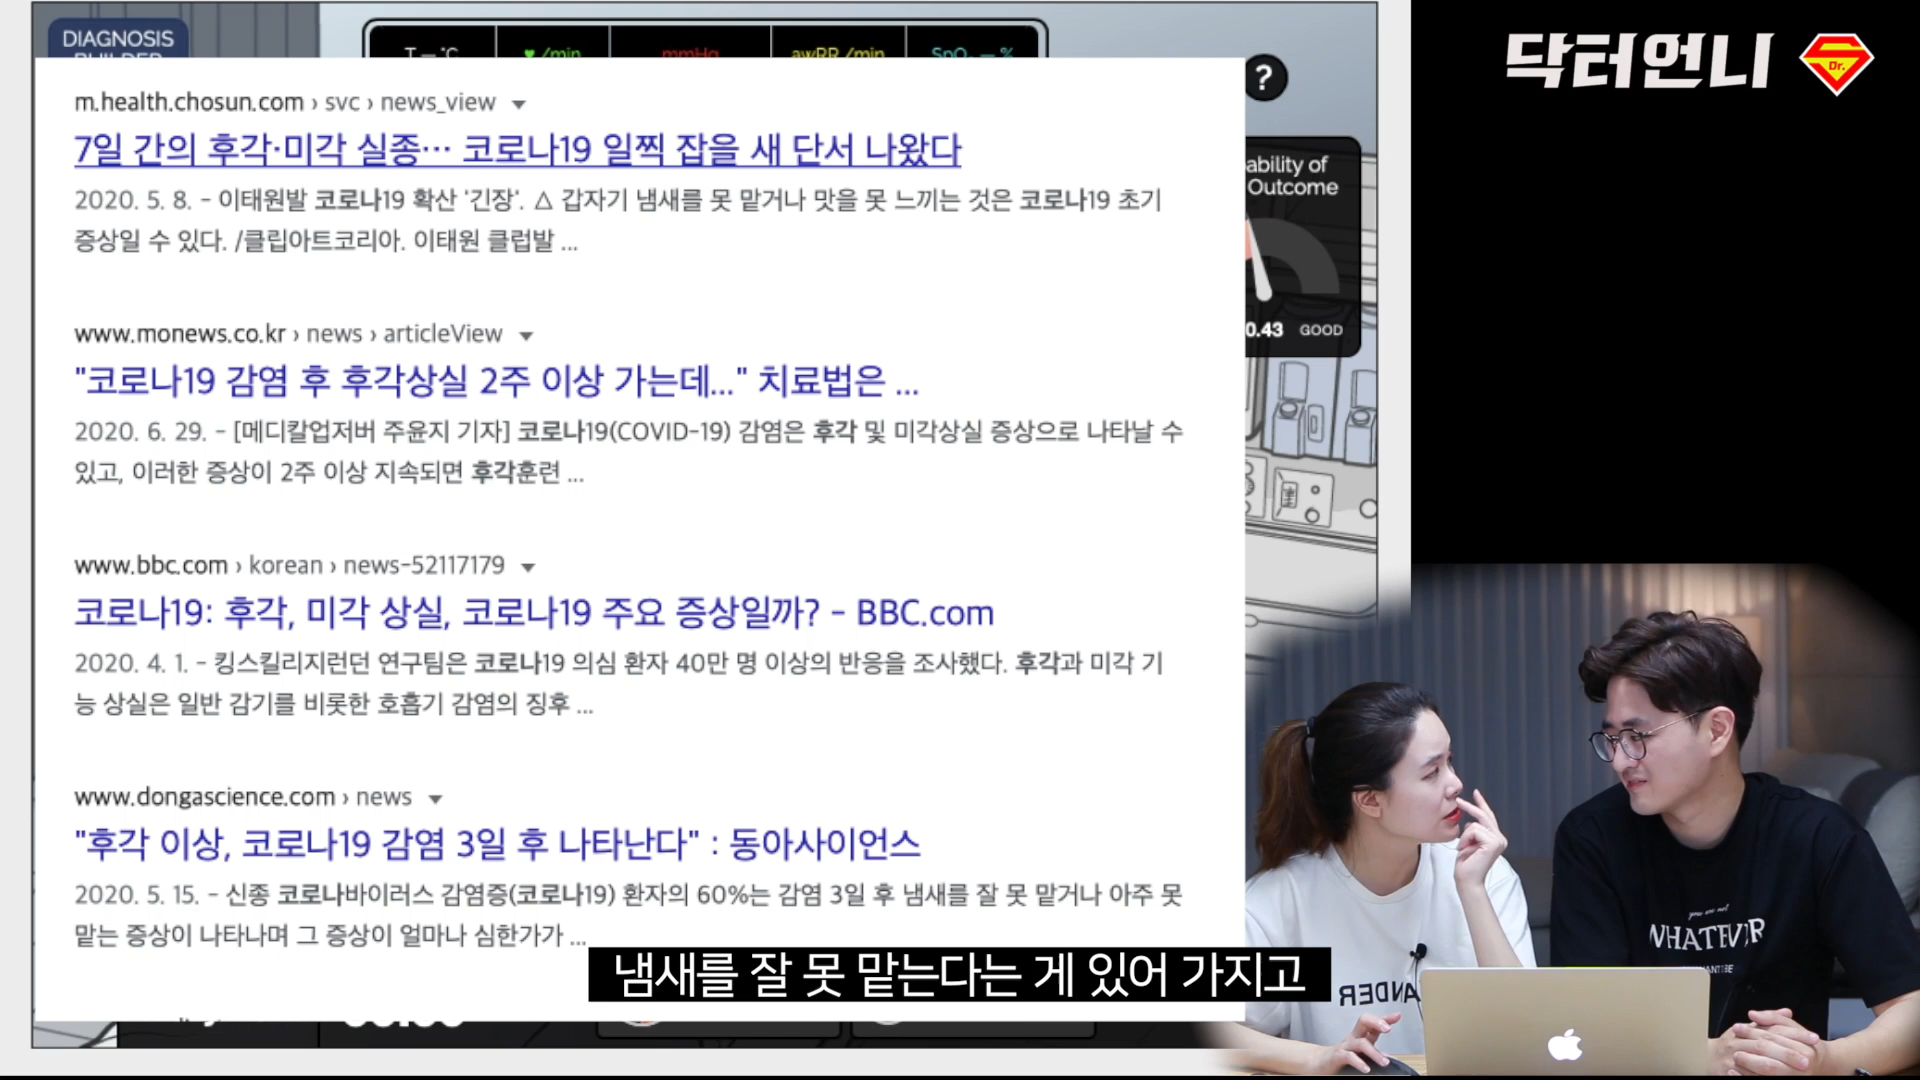 DIAGNOSIS
BUILDER
T – °C
♥/min
mmHg
awRR /min
SpO₂ – %
?
닥터언니
Dr.
m.health.chosun.com › svc › news_view
7일 간의 후각·미각 실종… 코로나19 일찍 잡을 새 단서 나왔다
2020. 5. 8. - 이태원발 코로나19 확산 '긴장'. △ 갑자기 냄새를 못 맡거나 맛을 못 느끼는 것은 코로나19 초기
증상일 수 있다. /클립아트코리아. 이태원 클럽발 ...
ability of
Outcome
0.43 GOOD
www.monews.co.kr › news › articleView
"코로나19 감염 후 후각상실 2주 이상 가는데..." 치료법은 ...
2020. 6. 29. - [메디칼업저버 주윤지 기자] 코로나19(COVID-19) 감염은 후각 및 미각상실 증상으로 나타날 수
있고, 이러한 증상이 2주 이상 지속되면 후각훈련 ...
www.bbc.com › korean › news-52117179
코로나19: 후각, 미각 상실, 코로나19 주요 증상일까? - BBC.com
2020. 4. 1. - 킹스킬리지런던 연구팀은 코로나19 의심 환자 40만 명 이상의 반응을 조사했다. 후각과 미각 기
능 상실은 일반 감기를 비롯한 호흡기 감염의 징후 ...
www.dongascience.com › news
"후각 이상, 코로나19 감염 3일 후 나타난다" : 동아사이언스
2020. 5. 15. - 신종 코로나바이러스 감염증(코로나19) 환자의 60%는 감염 3일 후 냄새를 잘 못 맡거나 아주 못
맡는 증상이 나타나며 그 증상이 얼마나 심한가가 ...
you are not
WHATEVER
냄새를 잘 못 맡는다는 게 있어 가지고